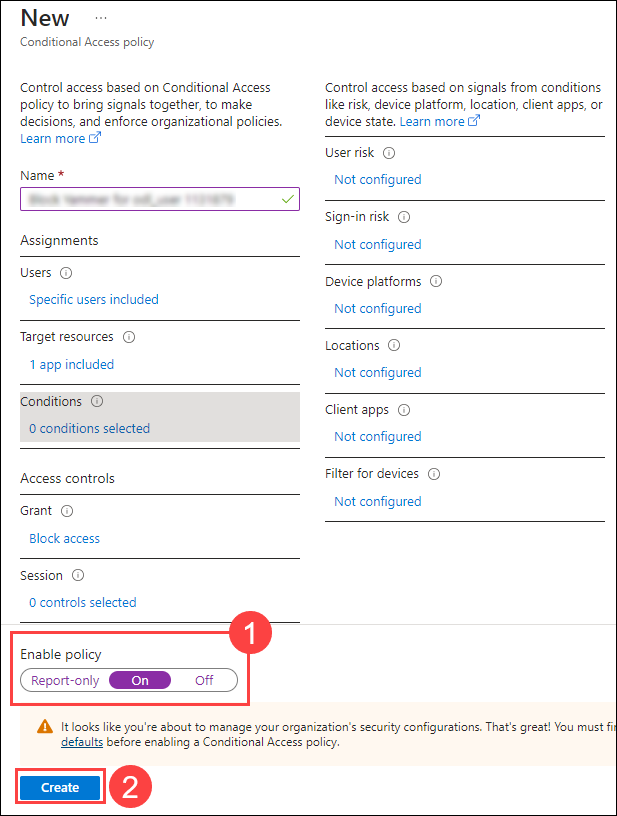 New ...
Conditional Access policy
Control access based on Conditional Access
policy to bring signals together, to make
decisions, and enforce organizational policies.
Learn more
Name *
Assignments
Users
Specific users included
Target resources
1 app included
Conditions
0 conditions selected
Access controls
Grant
Block access
Session
0 controls selected
Control access based on signals from conditions
like risk, device platform, location, client apps, or
device state. Learn more
User risk
Not configured
Sign-in risk
Not configured
Device platforms
Not configured
Locations
Not configured
Client apps
Not configured
Filter for devices
Not configured
1
Enable policy
Report-only On Off
It looks like you're about to manage your organization's security configurations. That's great! You must fi
defaults before enabling a Conditional Access policy.
Create 2